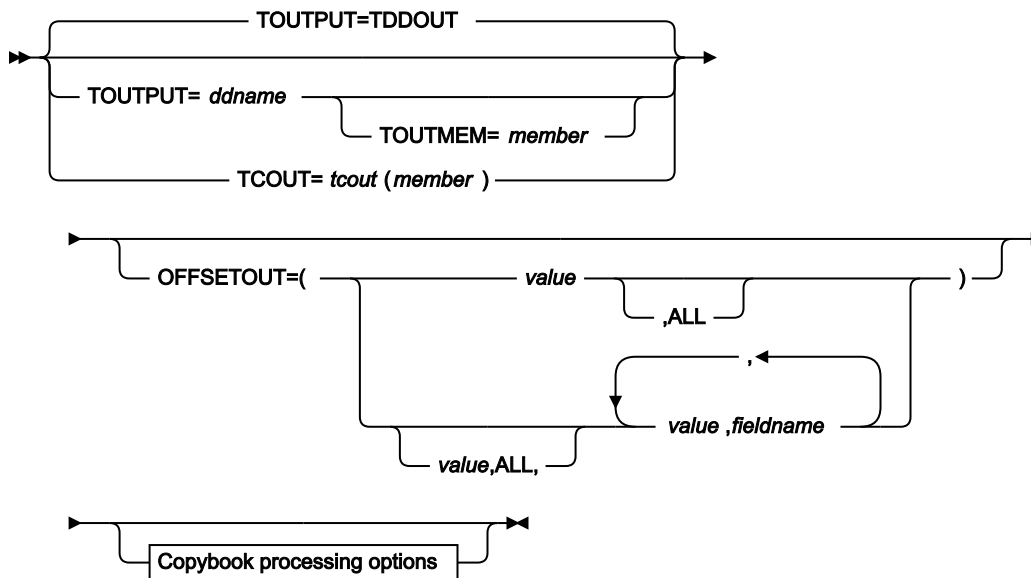 TOUTPUT=TDDOUT
TOUTPUT= ddname
TOUTMEM= member
TCOUT= tcout (member )
OFFSETOUT=( value )
,ALL
,
value ,fieldname
value,ALL,
Copybook processing options